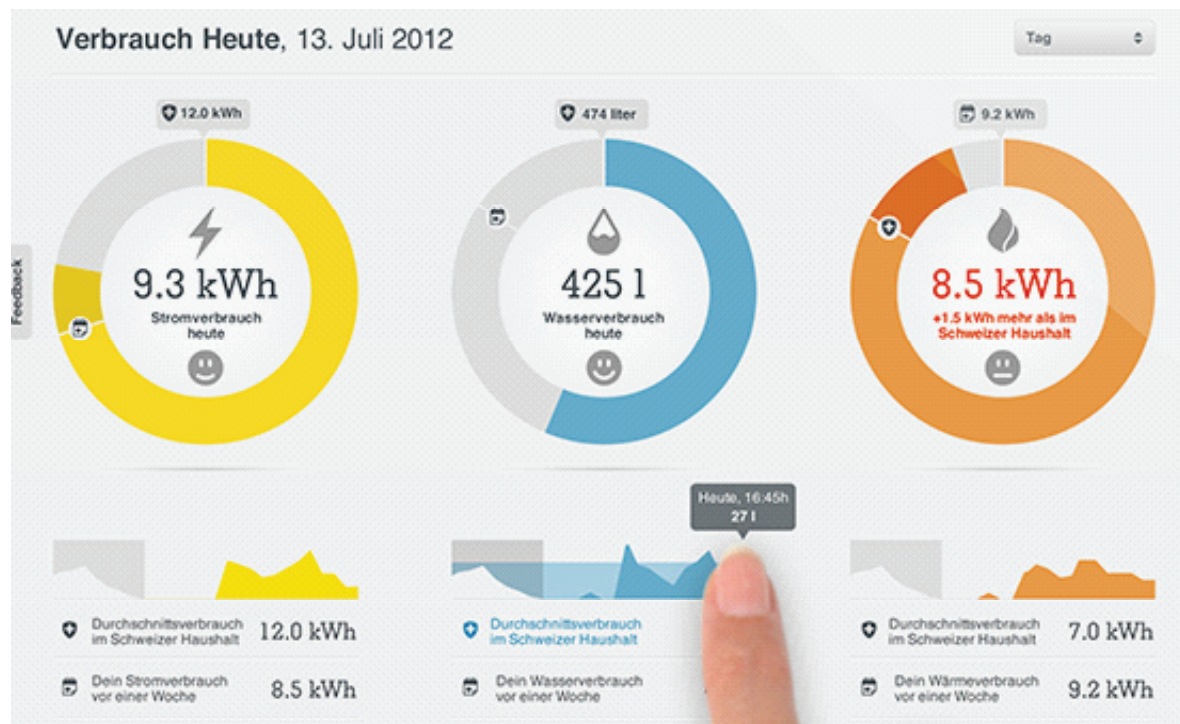 Verbrauch Heute, 13. Juli 2012
Tag
12.0 kWh
474 liter
9.2 kWh
Feedback
9.3 kWh
Stromverbrauch
heute
425 l
Wasserverbrauch
heute
8.5 kWh
+1.5 kWh mehr als im
Schweizer Haushalt
Heute, 16:45h
27 l
Durchschnittsverbrauch
im Schweizer Haushalt
12.0 kWh
Dein Stromverbrauch
vor einer Woche
8.5 kWh
Durchschnittsverbrauch
im Schweizer Haushalt
Dein Wasserverbrauch
vor einer Woche
Durchschnittsverbrauch
im Schweizer Haushalt
7.0 kWh
Dein Wärmeverbrauch
vor einer Woche
9.2 kWh